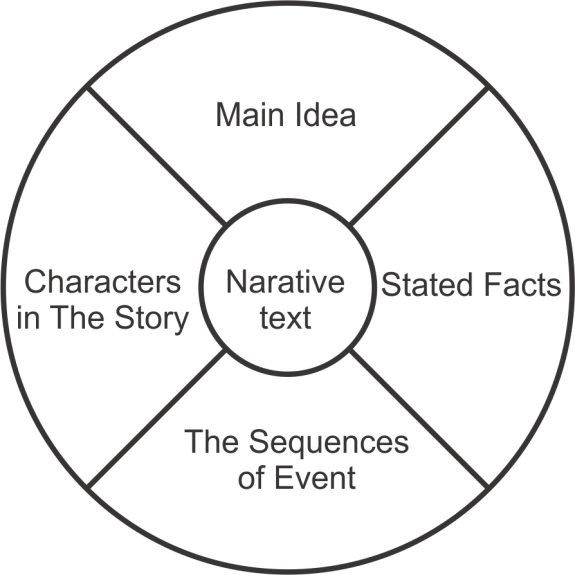 Main Idea
Characters
in The Story
Narative
text
Stated Facts
The Sequences
of Event